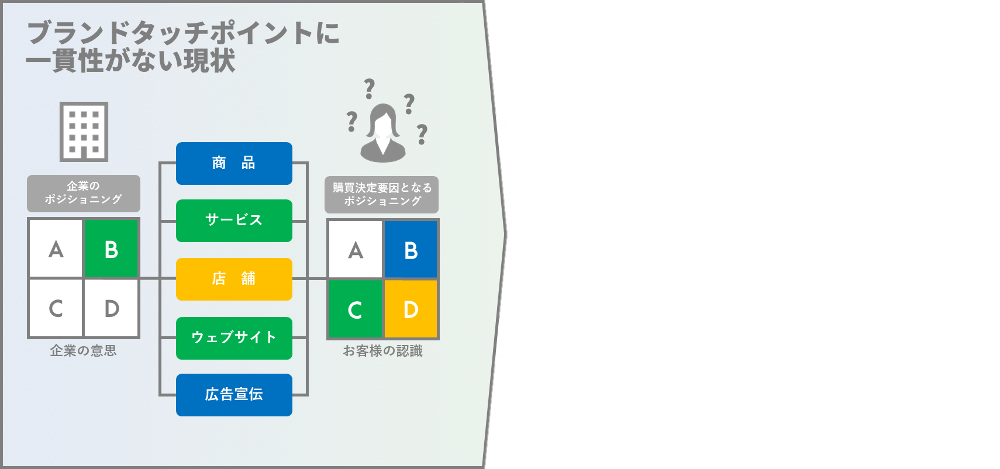 ブランドタッチポイントに
一貫性がない現状
?
?
?
?
企業の
ポジショニング
A
B
C
D
企業の意思
商　品
サービス
店　舗
ウェブサイト
広告宣伝
購買決定要因となる
ポジショニング
A
B
C
D
お客様の認識